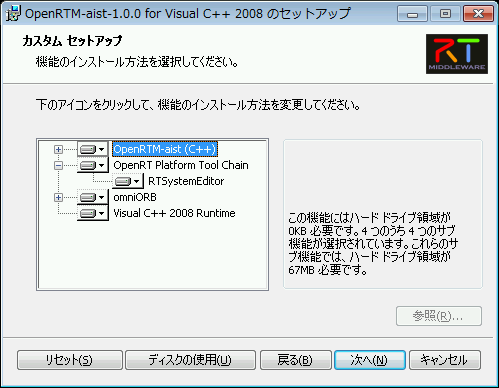 OpenRTM-aist-1.0.0 for Visual C++ 2008 のセットアップ
カスタム セットアップ
機能のインストール方法を選択してください。
RT
MIDDLEWARE
下のアイコンをクリックして、機能のインストール方法を変更してください。
OpenRTM-aist (C++)
OpenRT Platform Tool Chain
RTSystemEditor
omniORB
Visual C++ 2008 Runtime
この機能にはハード ドライブ領域が
0KB 必要です。4 つのうち 4 つのサブ
機能が選択されています。これらのサ
ブ機能では、ハード ドライブ領域が
67MB 必要です。
参照(R)...
リセット(S)
ディスクの使用(U)
戻る(B)
次へ(N)
キャンセル